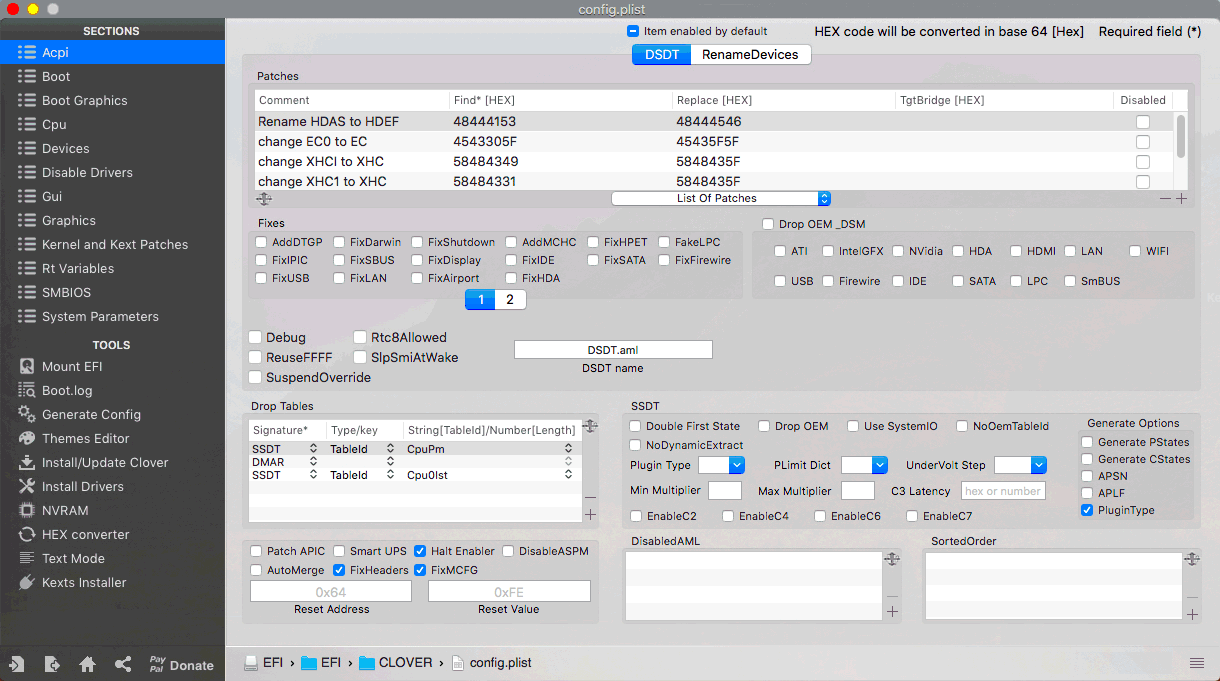 config.plist
SECTIONS
Acpi
Boot
Boot Graphics
Cpu
Devices
Disable Drivers
Gui
Graphics
Kernel and Kext Patches
Rt Variables
SMBIOS
System Parameters
TOOLS
Mount EFI
Boot.log
Generate Config
Themes Editor
Install/Update Clover
Install Drivers
NVRAM
HEX converter
Text Mode
Kexts Installer
Pay Pal Donate
Item enabled by default HEX code will be converted in base 64 [Hex] Required field (*)
DSDT RenameDevices
Patches
Comment Find* [HEX] Replace [HEX] TgtBridge [HEX] Disabled
Rename HDAS to HDEF 48444153 48444546
change EC0 to EC 4543305F 45435F5F
change XHCI to XHC 58484349 5848435F
change XHC1 to XHC 58484331 5848435F
List Of Patches
Fixes
AddDTGP FixDarwin FixShutdown AddMCHC FixHPET FakeLPC
FixIPIC FixSBUS FixDisplay FixIDE FixSATA FixFirewire
FixUSB FixLAN FixAirport FixHDA
1 2
Drop OEM _DSM
ATI IntelGFX NVidia HDA HDMI LAN WIFI
USB Firewire IDE SATA LPC SmBUS
Debug Rtc8Allowed
ReuseFFFF SlpSmiAtWake
SuspendOverride
DSDT.aml
DSDT name
Drop Tables
Signature* Type/key String[TableId]/Number[Length]
SSDT TableId CpuPm
DMAR
SSDT TableId Cpu0Ist
SSDT
Double First State Drop OEM Use SystemIO NoOemTableId
NoDynamicExtract
Plugin Type PLimit Dict UnderVolt Step
Min Multiplier Max Multiplier C3 Latency hex or number
EnableC2 EnableC4 EnableC6 EnableC7
Generate Options
Generate PStates
Generate CStates
APSN
APLF
PluginType
Patch APIC Smart UPS Halt Enabler DisableASPM
AutoMerge FixHeaders FixMCFG
0x64 0xFE
Reset Address Reset Value
DisabledAML
SortedOrder
EFI › EFI › CLOVER › config.plist